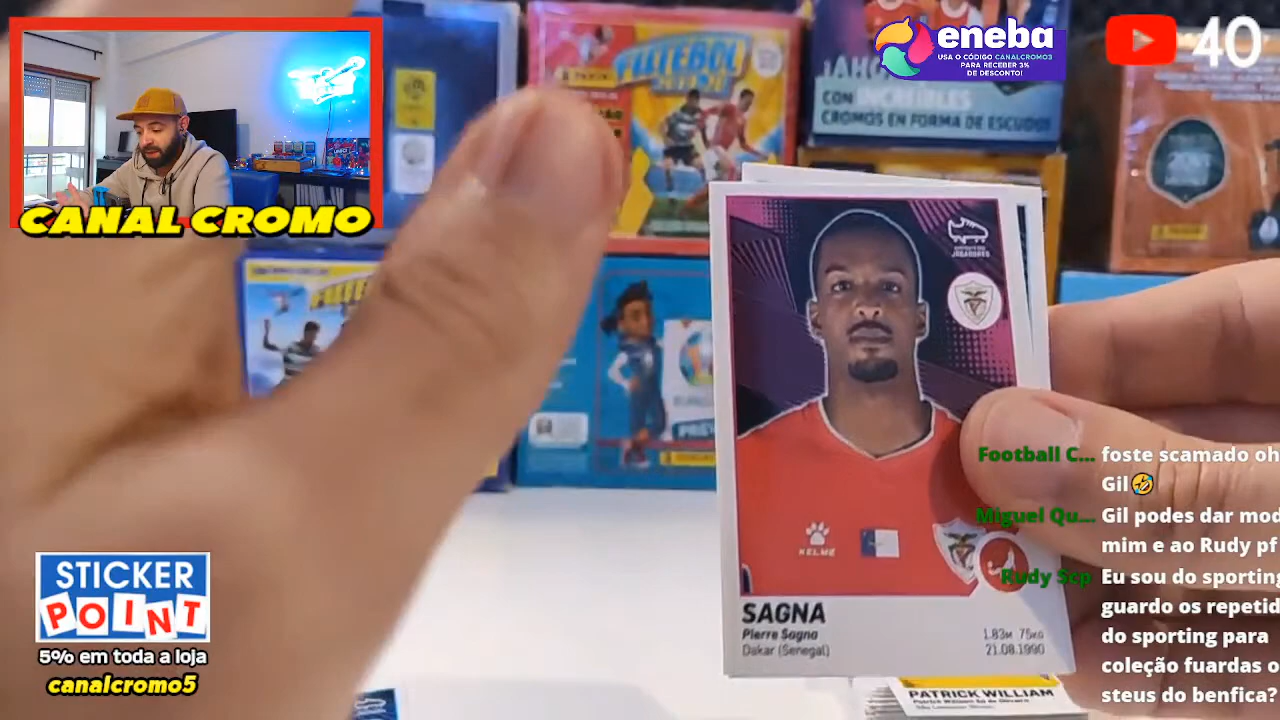 CANAL CROMO
PANINI
FUTEBOL
CON INCREÍBLES
CROMOS EN FORMA DE ESCUDO
eneba
USA O CÓDIGO CANALCROMO3
PARA RECEBER 3%
DE DESCONTO!
40
JOGADORES
KELME
SAGNA
Pierre Sagna
Dakar (Senegal)
1.83M 75KG
21.08.1990
PATRICK WILLIAM
STICKER
POINT
5% em toda a loja
canalcromo5
Football C... foste scamado oh
Gil🤣
Miguel Qu... Gil podes dar mod
mim e ao Rudy pf
Rudy Scp Eu sou do sporting
guardo os repetid
do sporting para
coleção fuardas o
steus do benfica?